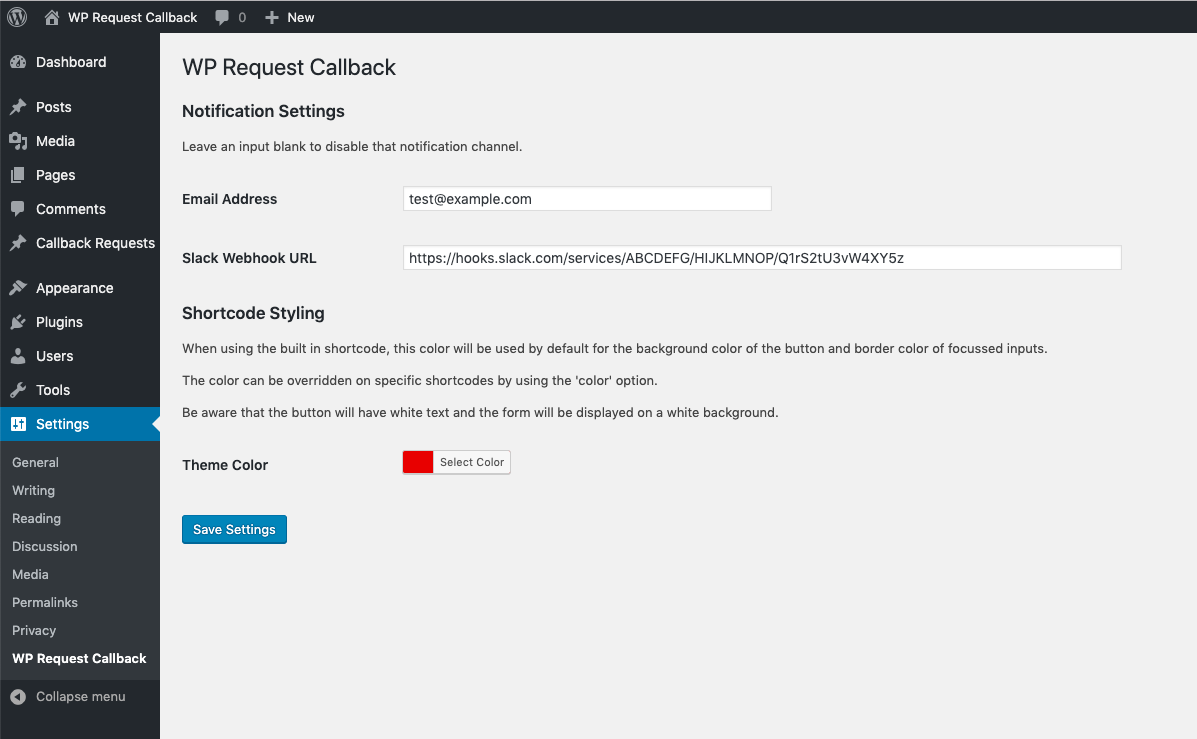 WP Request Callback 0 New
Dashboard
Posts
Media
Pages
Comments
Callback Requests
Appearance
Plugins
Users
Tools
Settings
General
Writing
Reading
Discussion
Media
Permalinks
Privacy
WP Request Callback
Collapse menu
WP Request Callback
Notification Settings
Leave an input blank to disable that notification channel.
Email Address test@example.com
Slack Webhook URL https://hooks.slack.com/services/ABCDEFG/HIJKLMNOP/Q1rS2tU3vW4XY5z
Shortcode Styling
When using the built in shortcode, this color will be used by default for the background color of the button and border color of focussed inputs.
The color can be overridden on specific shortcodes by using the 'color' option.
Be aware that the button will have white text and the form will be displayed on a white background.
Theme Color Select Color
Save Settings